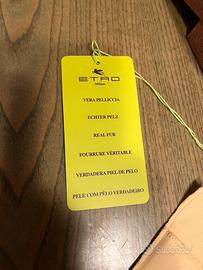 ETRO
Milano
VERA PELLICCIA
ECHTER PELZ
REAL FUR
FOURRURE VÉRITABLE
VERDADERA PIEL DE PELO
PELE COM PÊLO VERDADEIRO